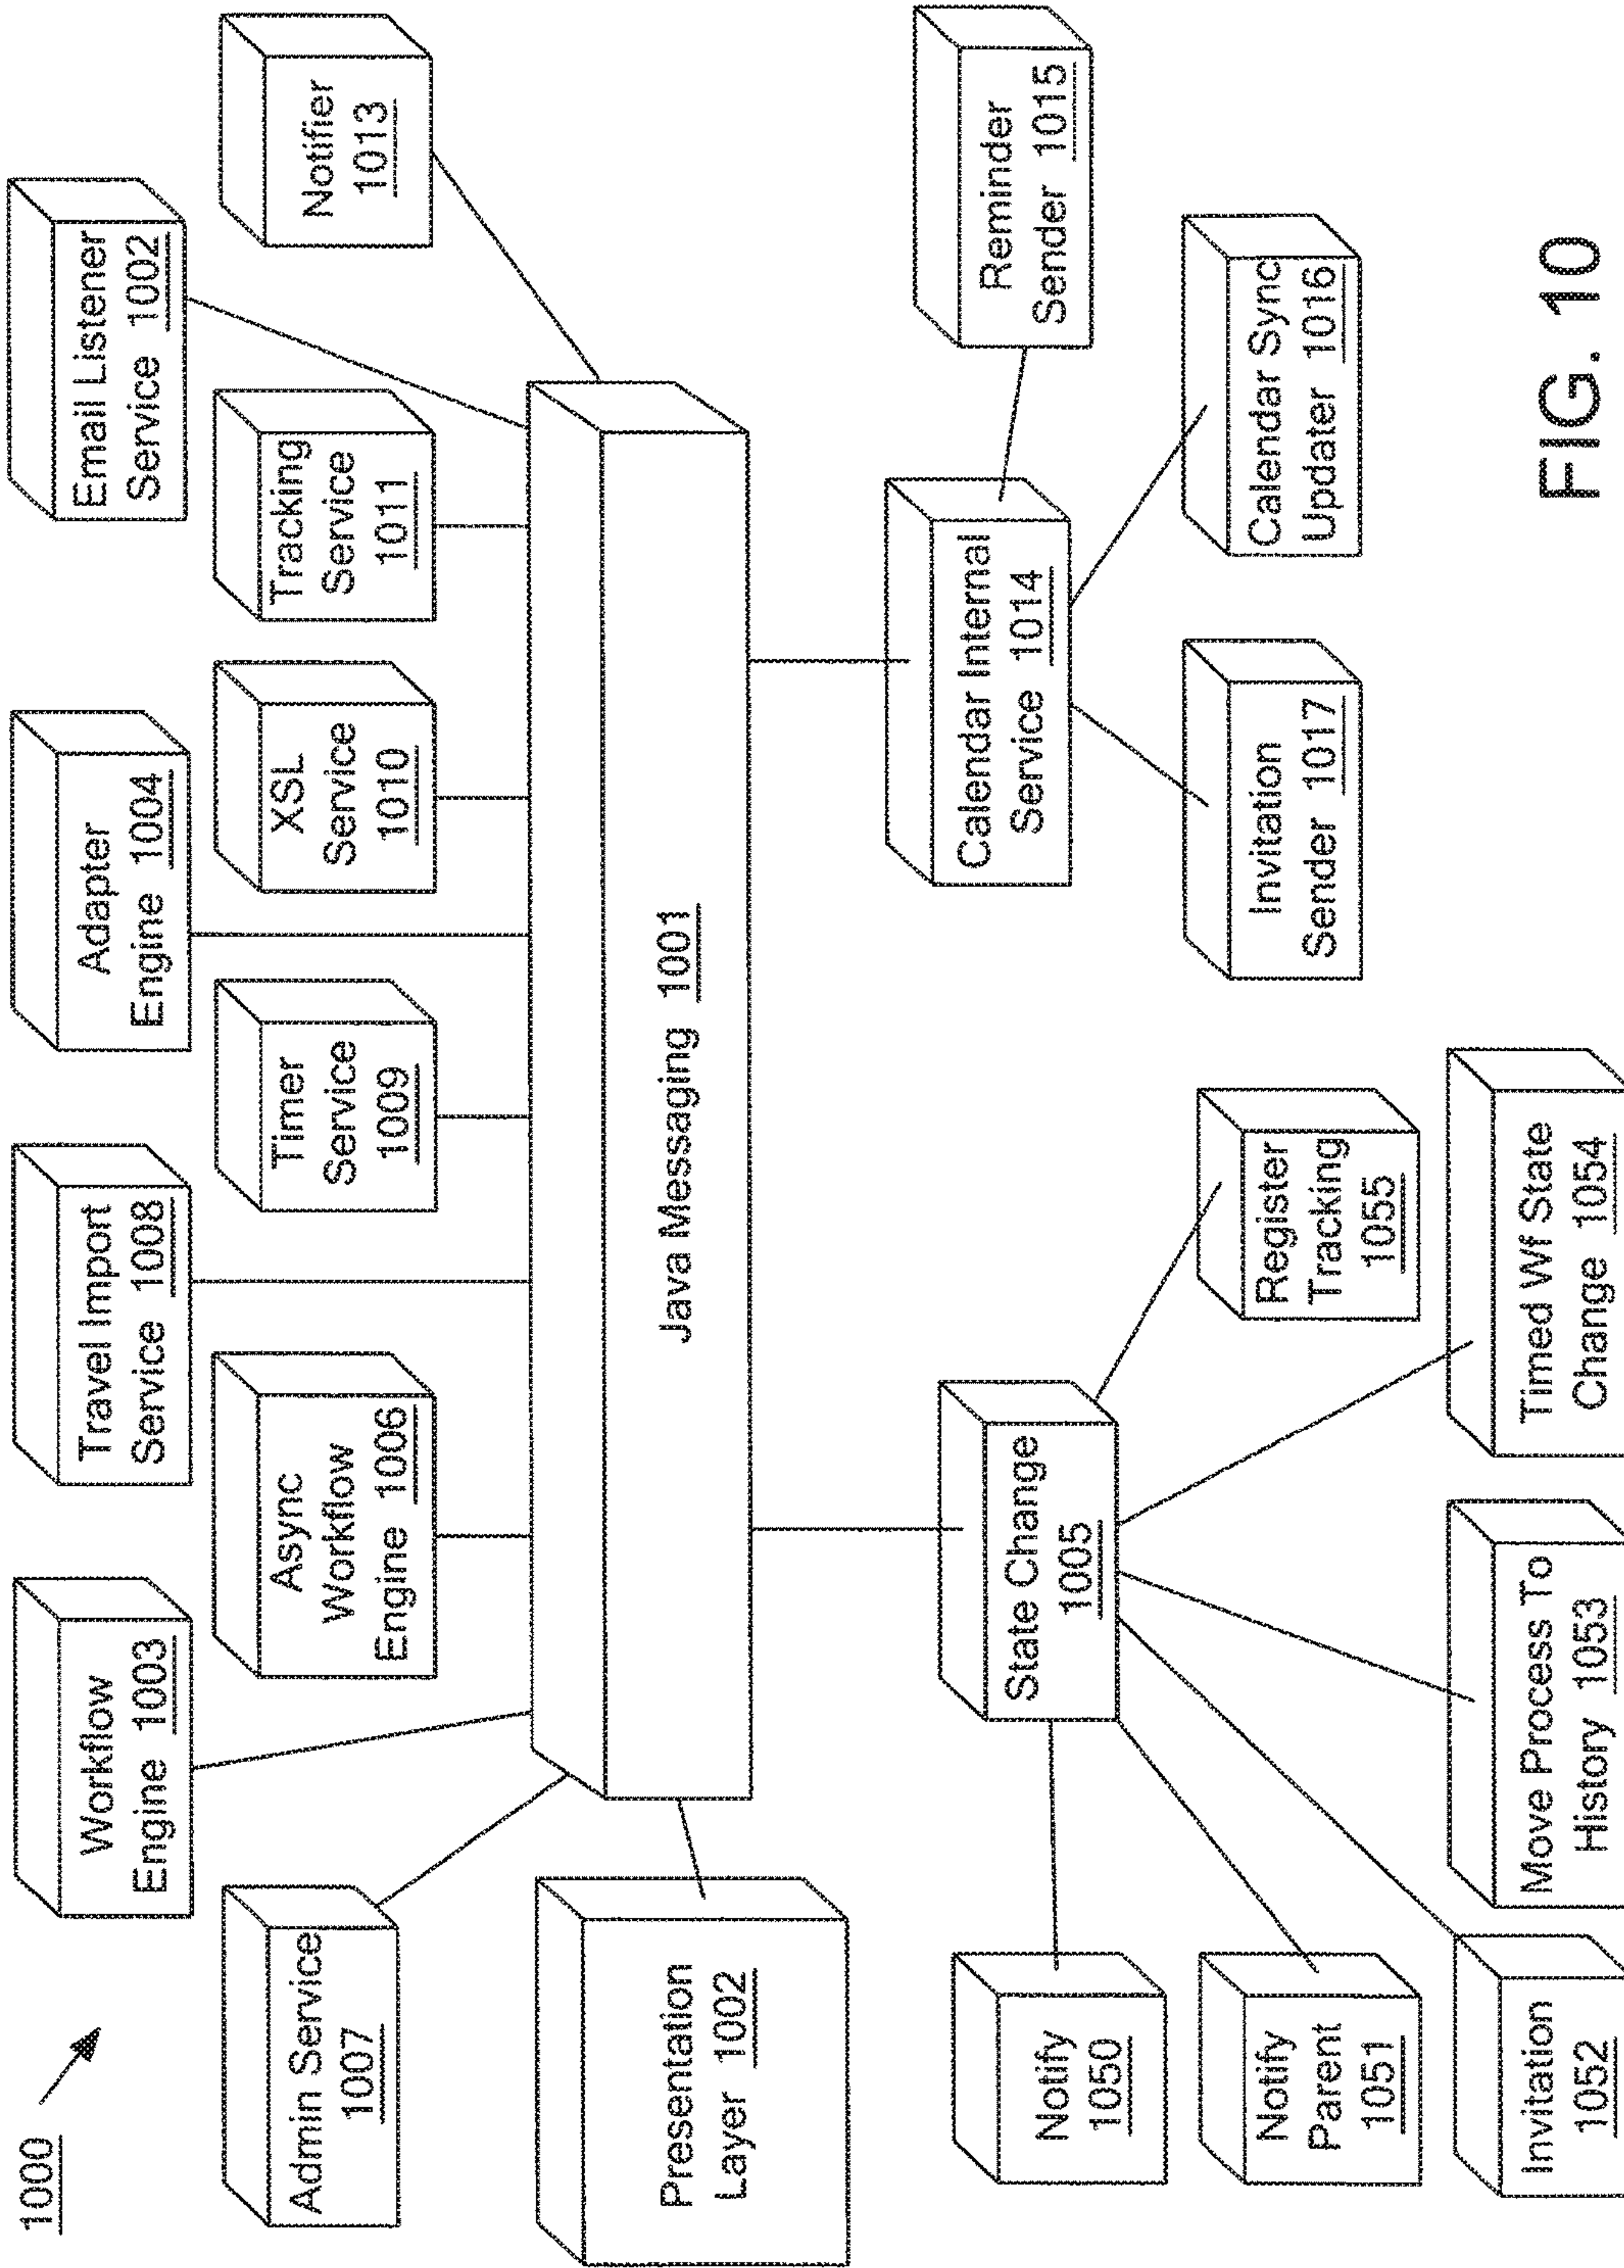 1000
Workflow
Engine 1003
Travel Import
Service 1008
Adapter
Engine 1004
Email Listener
Service 1002
Admin Service
1007
Async
Workflow
Engine 1006
Timer
Service
1009
XSL
Service
1010
Tracking
Service
1011
Notifier
1013
Presentation
Layer 1002
Java Messaging 1001
Notify
1050
State Change
1005
Calendar Internal
Service 1014
Reminder
Sender 1015
Notify
Parent
1051
Register
Tracking
1055
Invitation
Sender 1017
Calendar Sync
Updater 1016
Invitation
1052
Move Process To
History 1053
Timed Wf State
Change 1054
FIG. 10